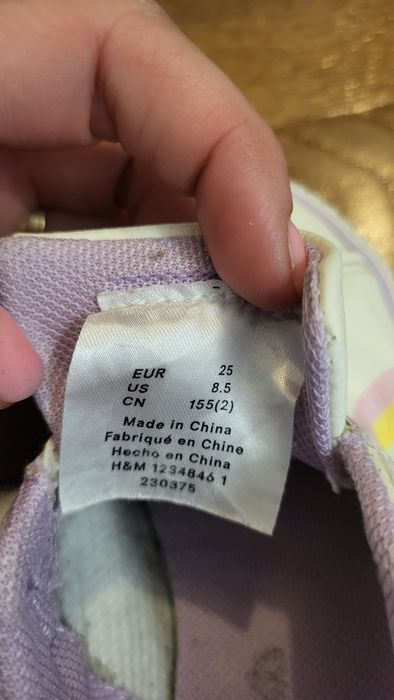 EUR 25
US 8.5
CN 155(2)
Made in China
Fabriqué en Chine
Hecho en China
H&M 1234846 1
230375